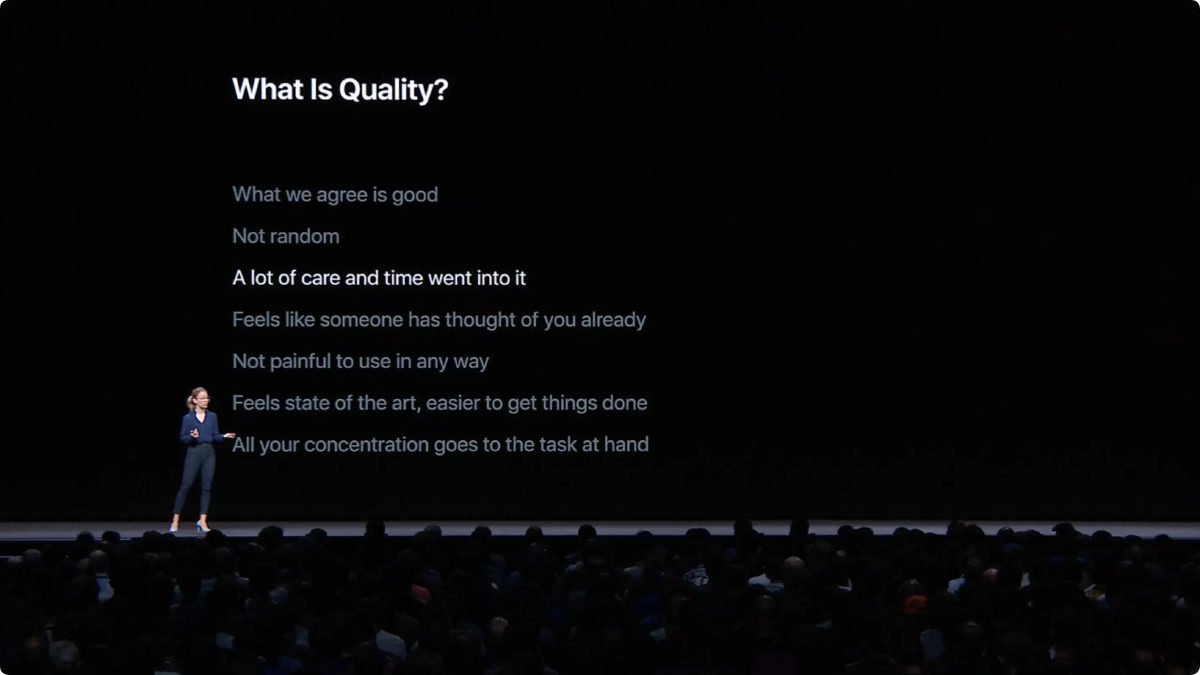 What Is Quality?
What we agree is good
Not random
A lot of care and time went into it
Feels like someone has thought of you already
Not painful to use in any way
Feels state of the art, easier to get things done
All your concentration goes to the task at hand